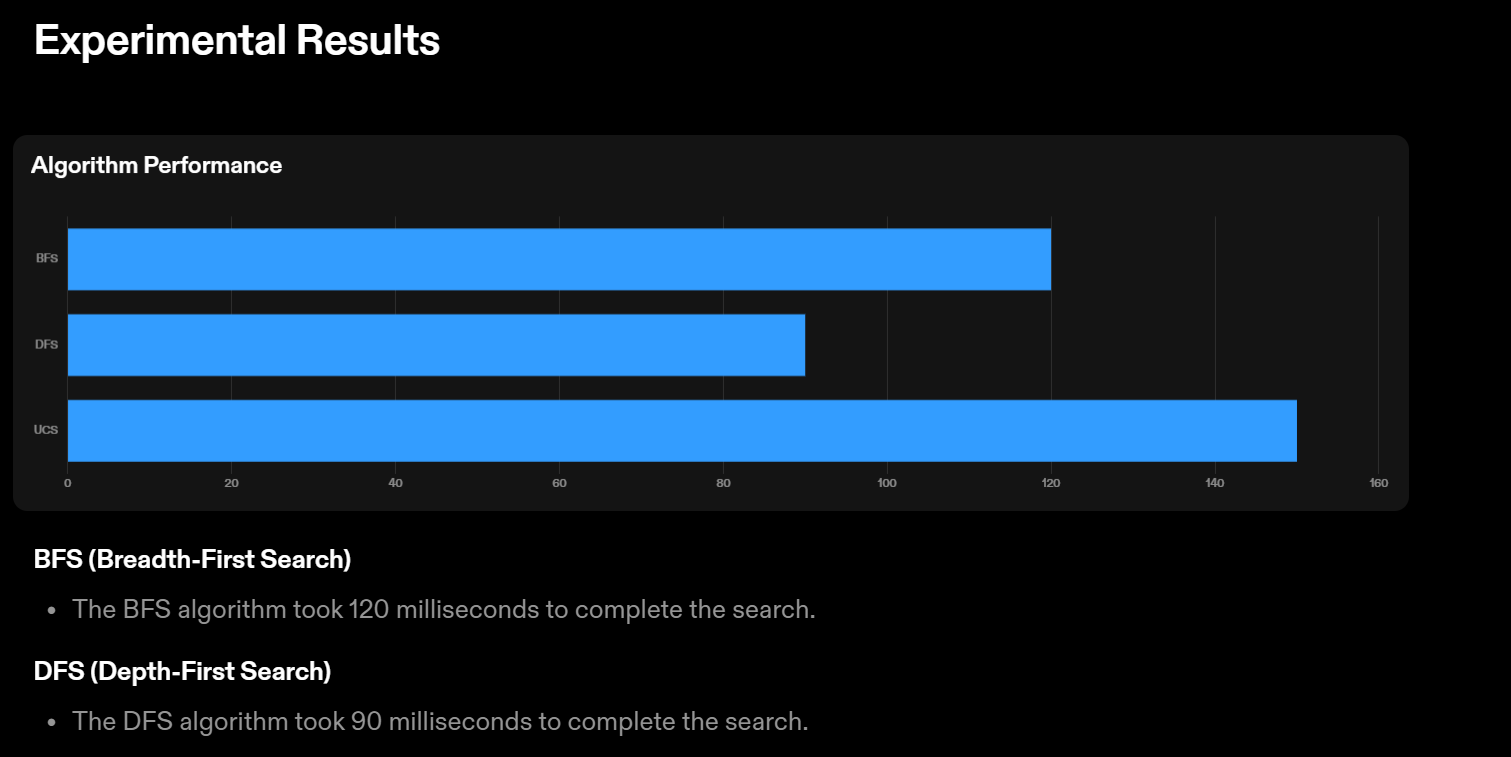 Experimental Results
Algorithm Performance
BFS
DFS
UCS
0 20 40 60 80 100 120 140 160
BFS (Breadth-First Search)
• The BFS algorithm took 120 milliseconds to complete the search.
DFS (Depth-First Search)
• The DFS algorithm took 90 milliseconds to complete the search.